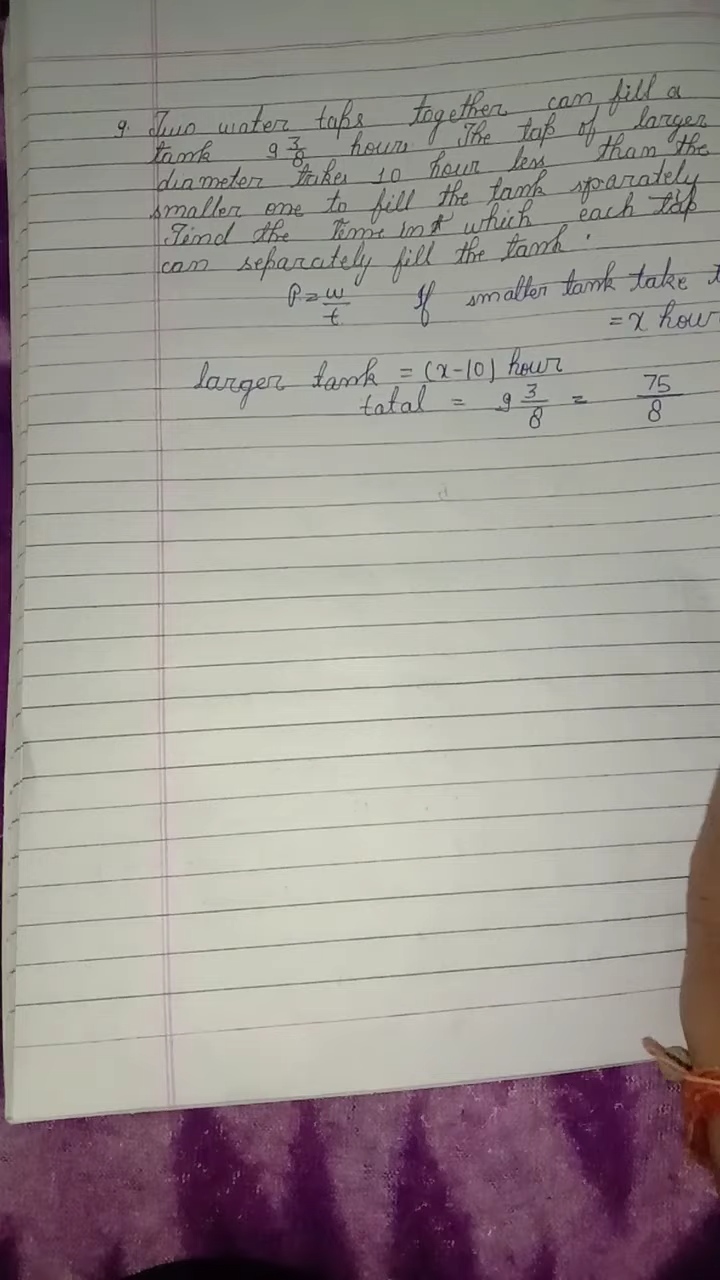 9. Two water taps together can fill a
tank 9 3/8 hours The tap of larger
diameter takes 10 hour less than the
smaller one to fill the tank sparately
Find the Time in which each tap
can separately fill the tank.
P = w/t If smaller tank take
= x hour
larger tank = (x-10) hour
total = 9 3/8 = 75/8